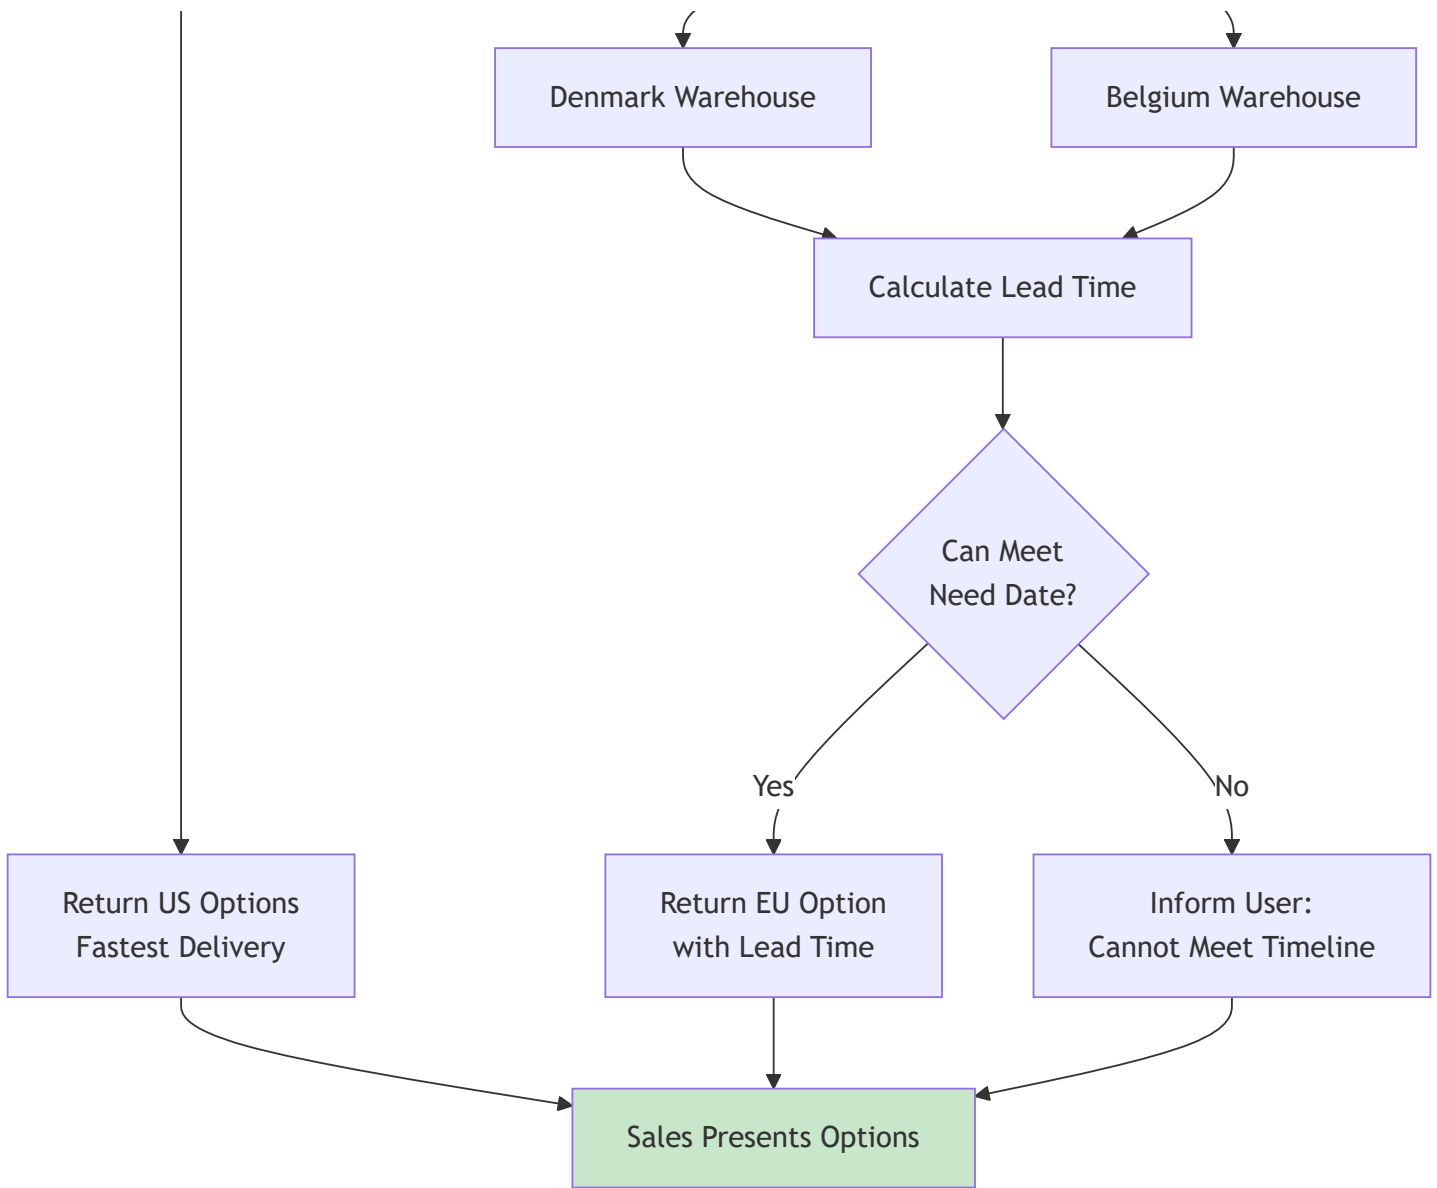 Denmark Warehouse
Belgium Warehouse
Calculate Lead Time
Can Meet
Need Date?
Yes
No
Return US Options
Fastest Delivery
Return EU Option
with Lead Time
Inform User:
Cannot Meet Timeline
Sales Presents Options